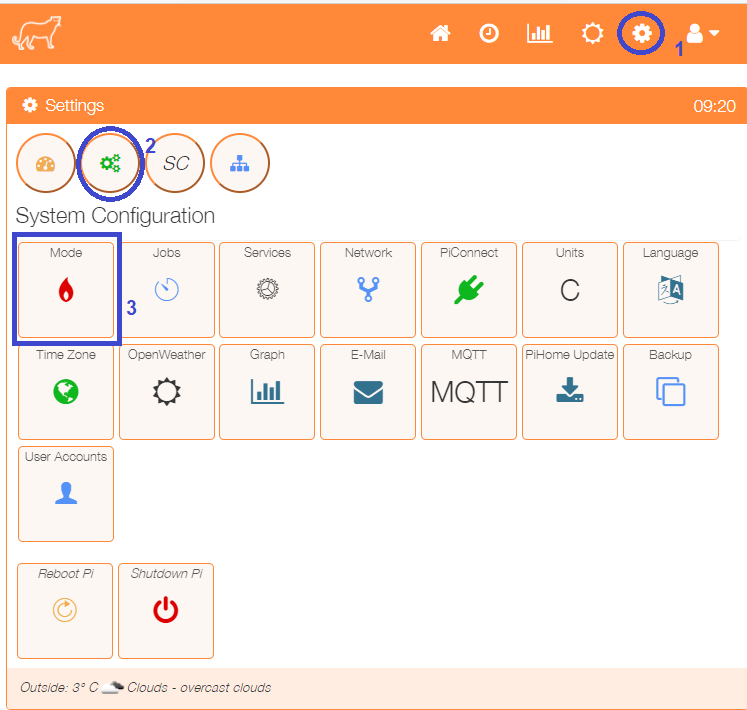 1
Settings 09:20
2
SC
System Configuration
Mode Jobs Services Network PiConnect Units Language
C
A
3
Time Zone OpenWeather Graph E-Mail MQTT PiHome Update Backup
MQTT
User Accounts
Reboot Pi Shutdown Pi
Outside: 3° C Clouds - overcast clouds